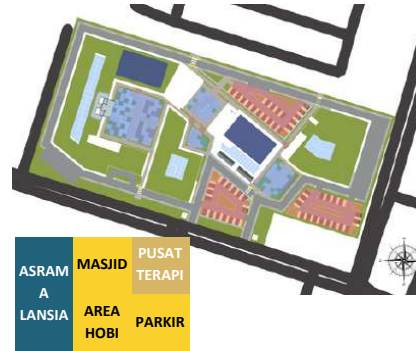 ASRAM
A
LANSIA
MASJID
PUSAT
TERAPI
AREA
HOBI
PARKIR